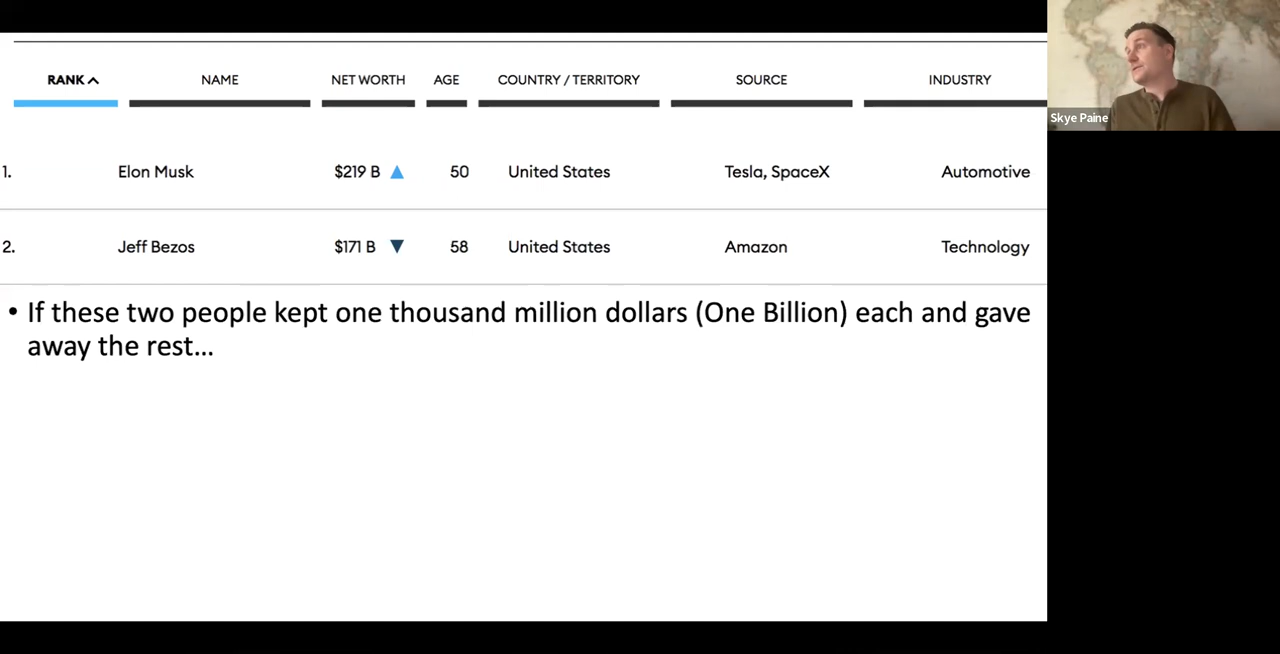 RANK NAME NET WORTH AGE COUNTRY / TERRITORY SOURCE INDUSTRY
Skye Paine
1. Elon Musk $219 B 50 United States Tesla, SpaceX Automotive
2. Jeff Bezos $171 B 58 United States Amazon Technology
• If these two people kept one thousand million dollars (One Billion) each and gave
away the rest...